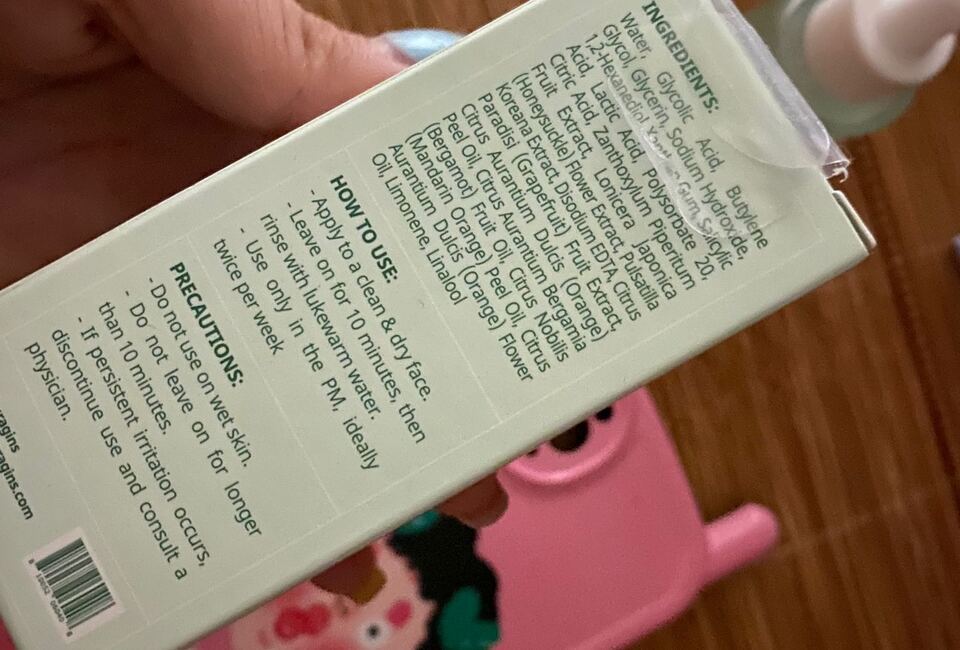 INGREDIENTS:
Water, Glycolic Acid, Butylene
Glycol, Glycerin, Sodium Hydroxide,
1,2-Hexanediol, Gum, Salicylic
Acid, Lactic Acid, Polysorbate 20,
Citric Acid, Zanthoxylum Piperitum
Fruit Extract, Lonicera Japonica
(Honeysuckle) Flower Extract, Pulsatilla
Koreana Extract, Disodium EDTA, Citrus
Paradisi (Grapefruit) Fruit Extract,
Citrus Aurantium Dulcis (Orange)
Peel Oil, Citrus Aurantium Bergamia
(Bergamot) Fruit Oil, Citrus Nobilis
(Mandarin Orange) Peel Oil, Citrus
Aurantium Dulcis (Orange) Flower
Oil, Limonene, Linalool
HOW TO USE:
- Apply to a clean & dry face.
- Leave on for 10 minutes, then
rinse with lukewarm water.
- Use only in the PM, ideally
twice per week
PRECAUTIONS:
- Do not use on wet skin.
- Do not leave on for longer
than 10 minutes.
- If persistent irritation occurs,
discontinue use and consult a
physician.